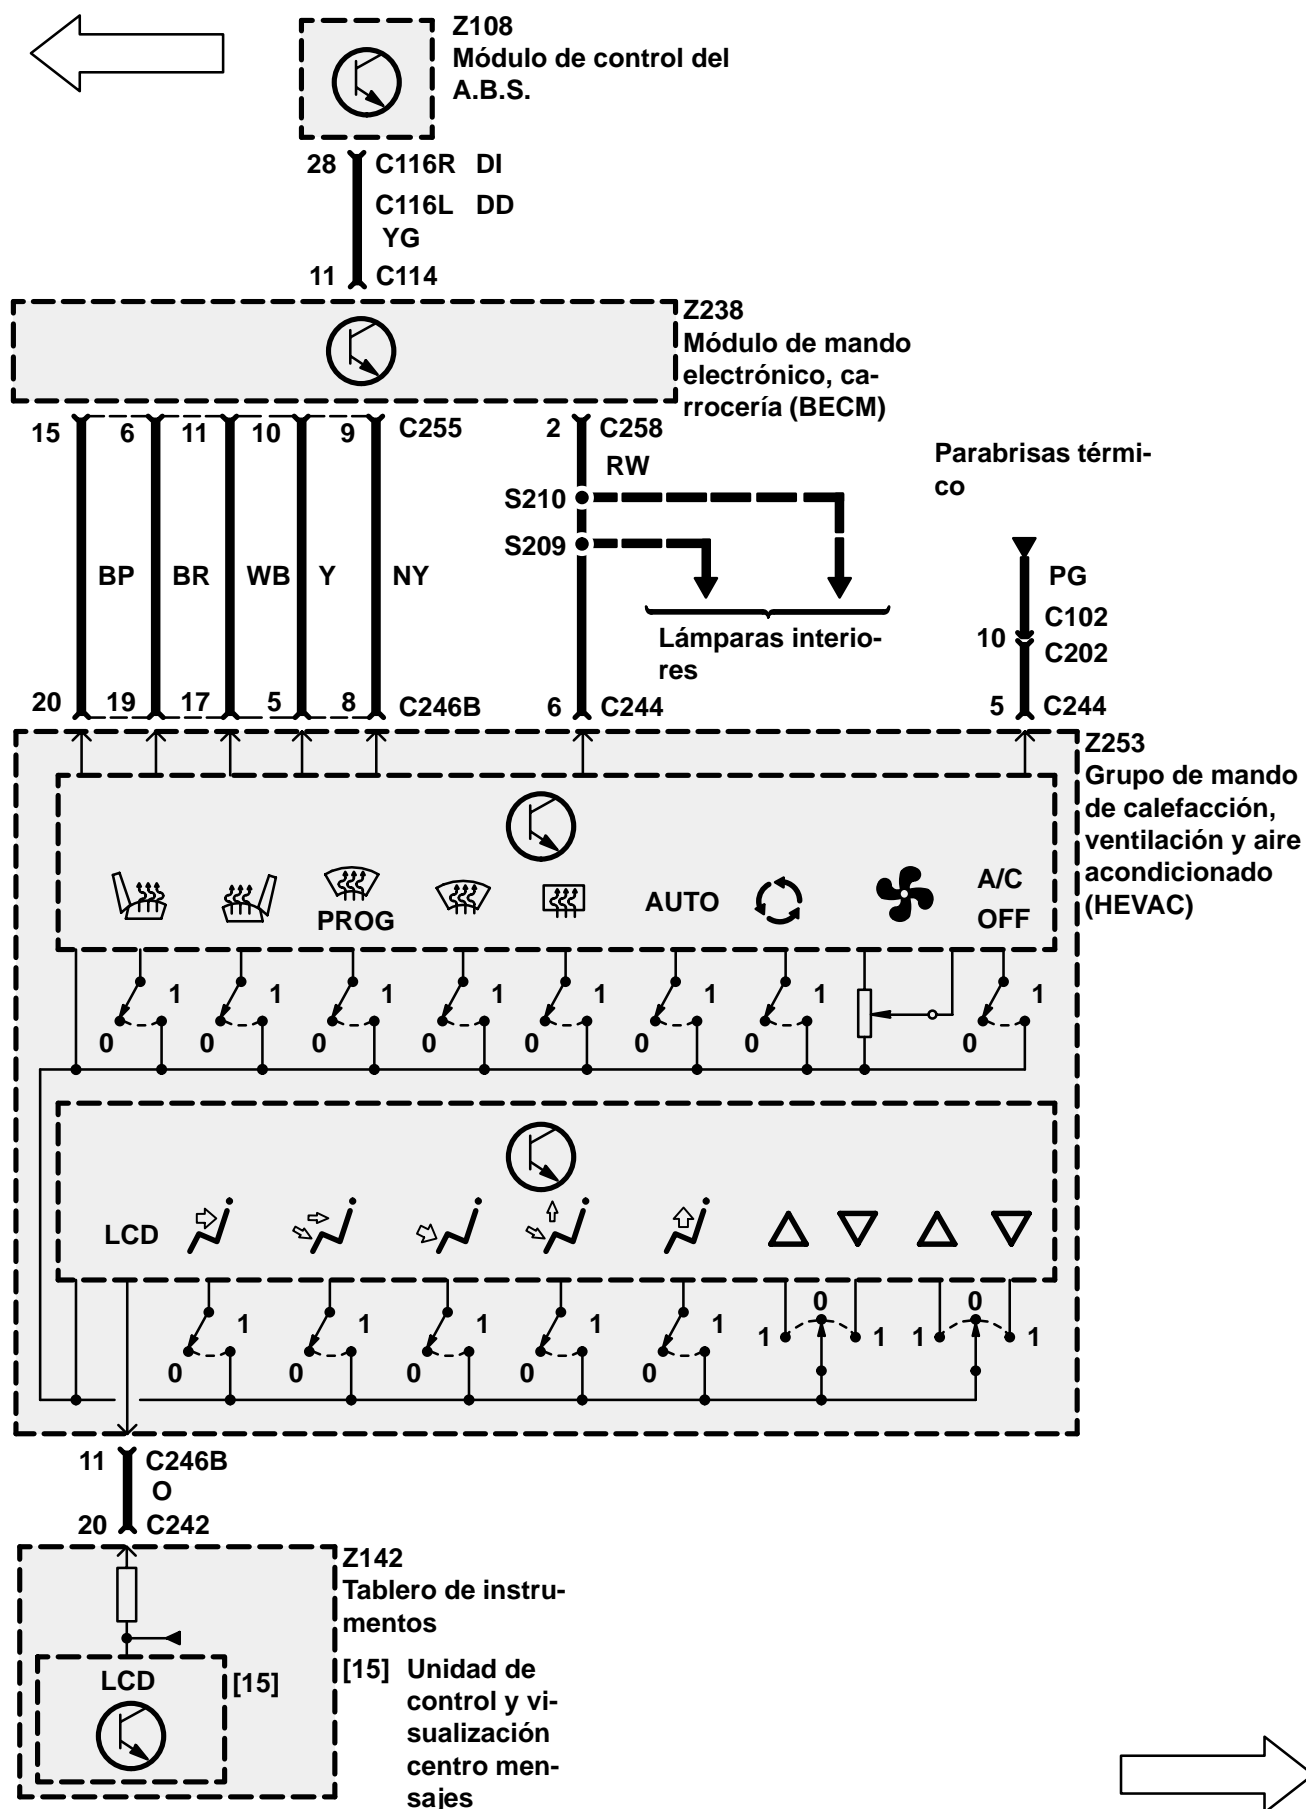 Z108
Módulo de control del
A.B.S.
28 C116R DI
C116L DD
YG
11 C114
Z238
Módulo de mando
electrónico, ca-
rrocería (BECM)
15 6 11 10 9 C255 2 C258
RW
Parabrisas térmi-
co
S210
S209
BP BR WB Y NY
PG
C102
10
C202
Lámparas interio-
res
20 19 17 5 8 C246B 6 C244 5 C244
Z253
Grupo de mando
de calefacción,
ventilación y aire
acondicionado
(HEVAC)
PROG
AUTO
A/C
OFF
1 1 1 1 1 1 1 1
0 0 0 0 0 0 0 0
LCD
0 0
1 1 1 1 1 1 1 1 1
0 0 0 0 0
11 C246B
O
20 C242
Z142
Tablero de instru-
mentos
LCD
[15]
[15] Unidad de
control y vi-
sualización
centro men-
sajes